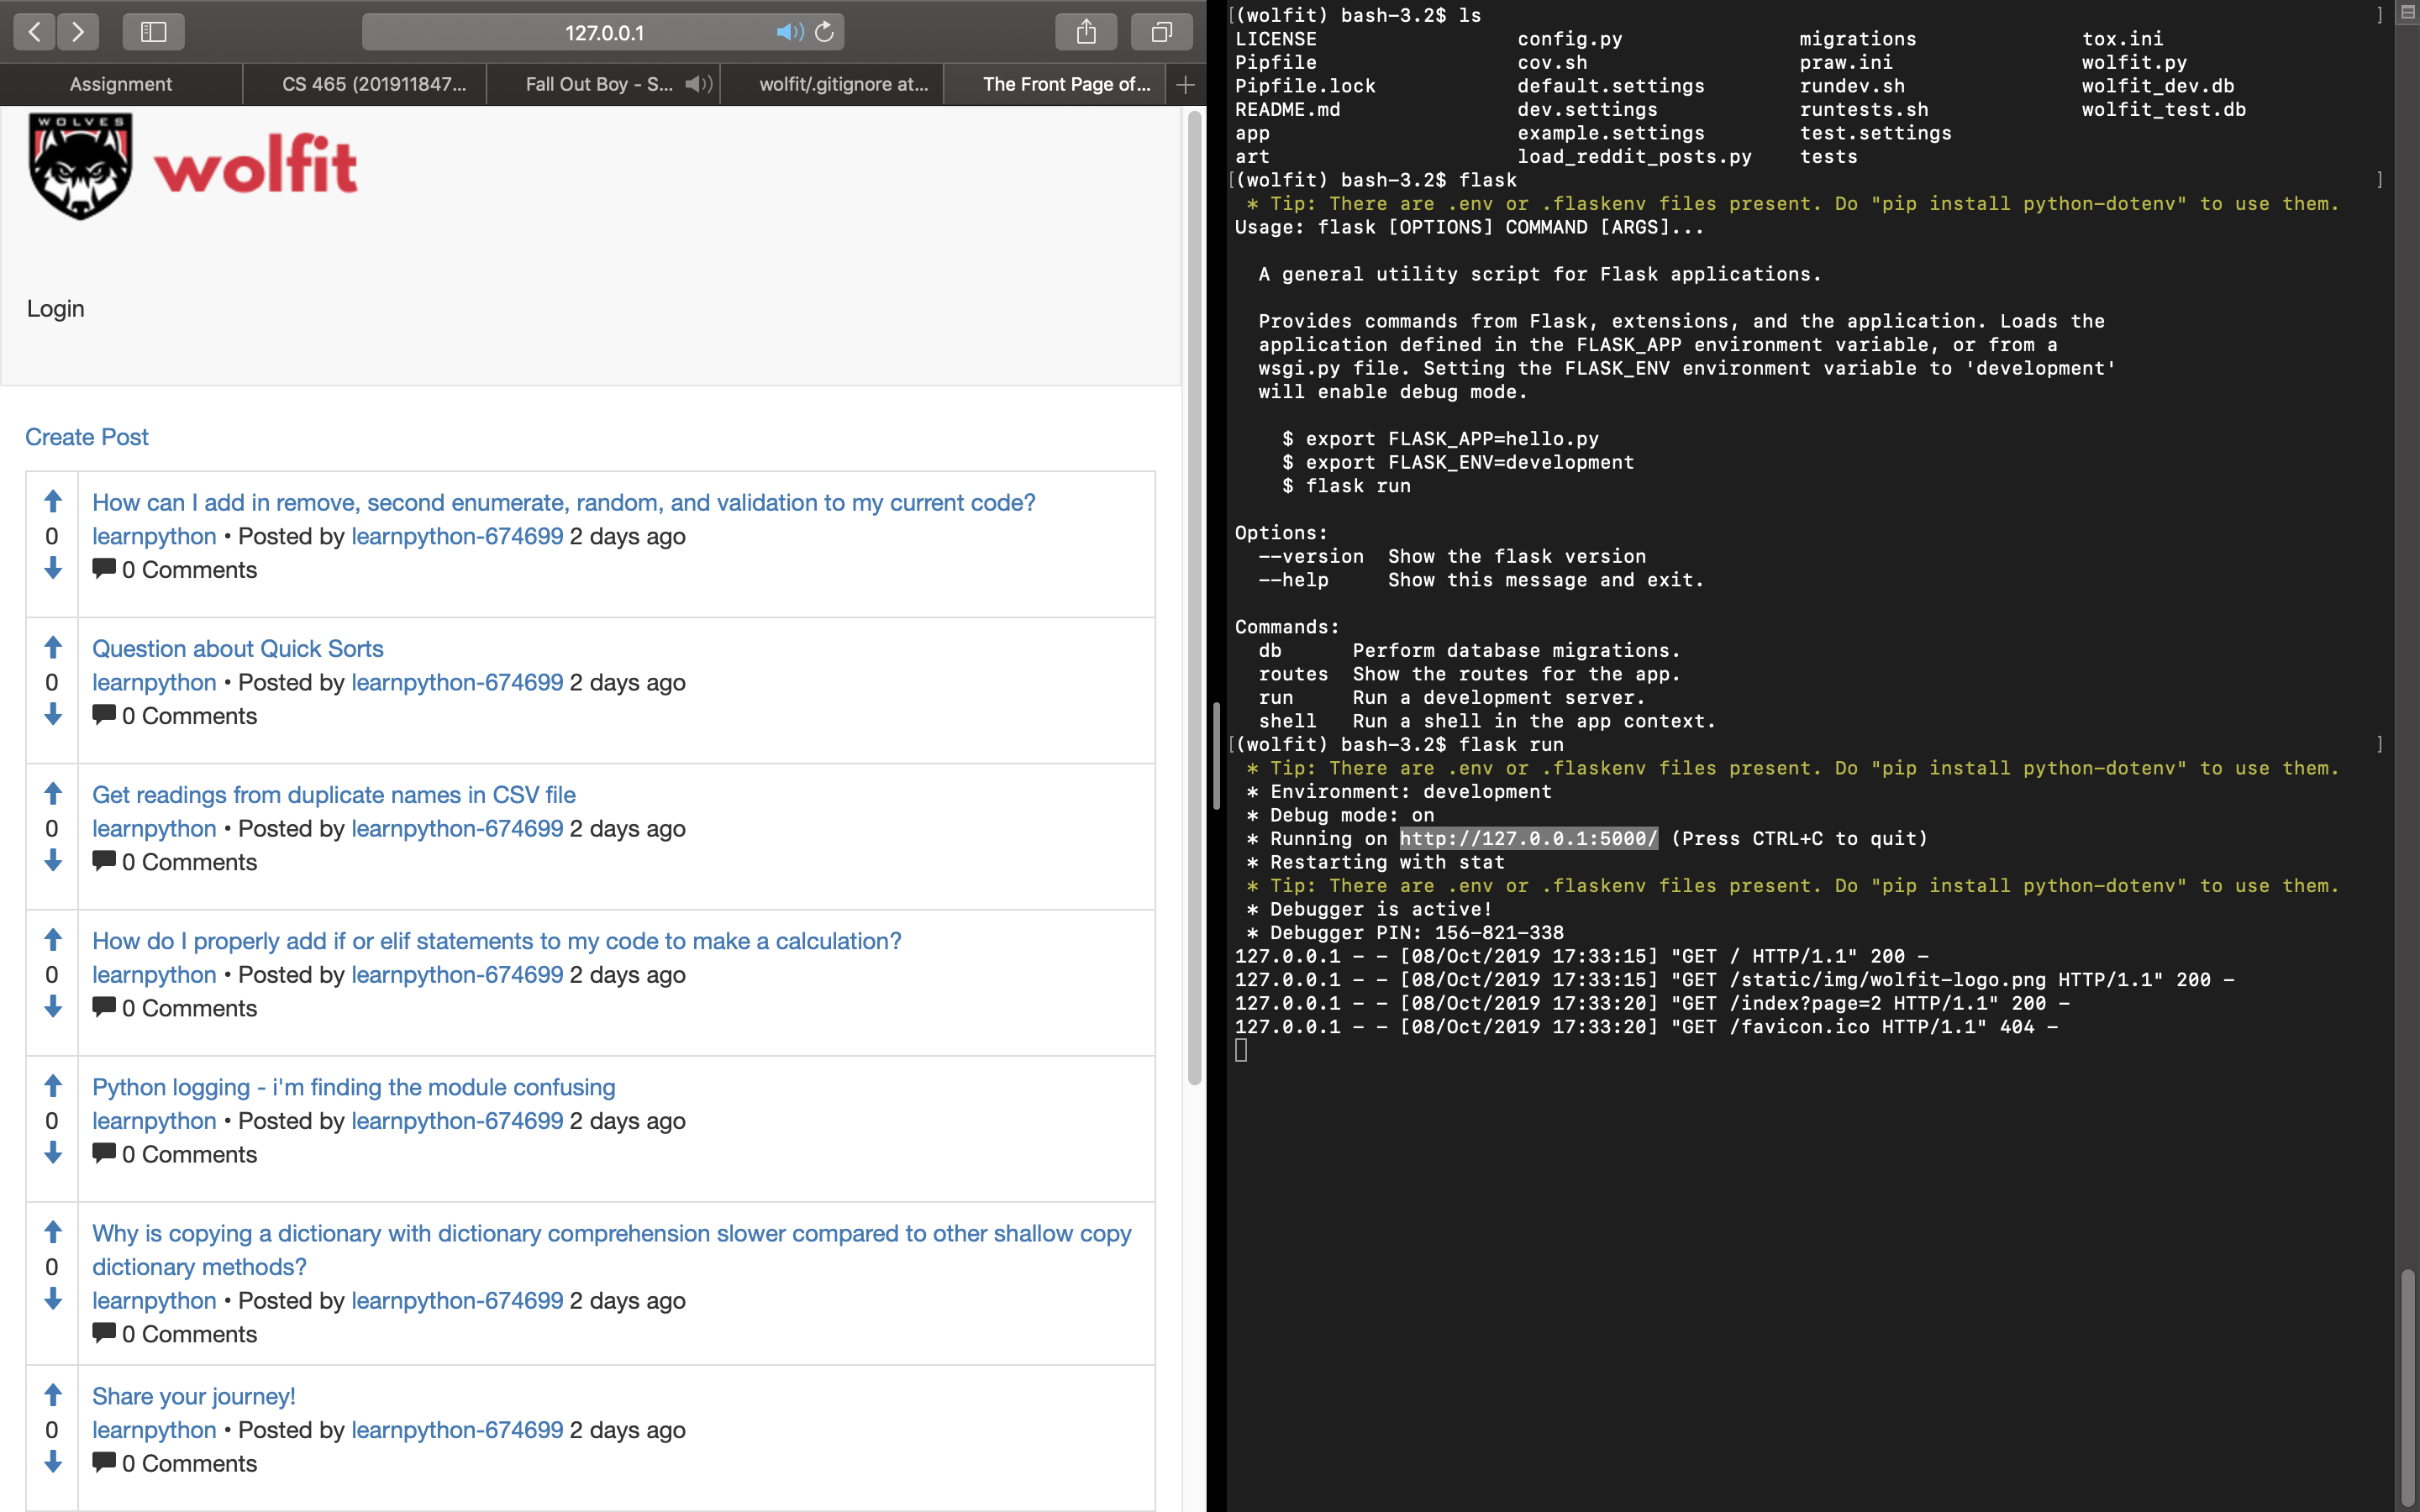 127.0.0.1
Assignment
CS 465 (201911847...
Fall Out Boy - S...
wolfit/.gitignore at...
The Front Page of...
WOLVES
wolfit
Login
Create Post
How can I add in remove, second enumerate, random, and validation to my current code?
0
learnpython • Posted by learnpython-674699 2 days ago
0 Comments
Question about Quick Sorts
0
learnpython • Posted by learnpython-674699 2 days ago
0 Comments
Get readings from duplicate names in CSV file
0
learnpython • Posted by learnpython-674699 2 days ago
0 Comments
How do I properly add if or elif statements to my code to make a calculation?
0
learnpython • Posted by learnpython-674699 2 days ago
0 Comments
Python logging - i'm finding the module confusing
0
learnpython • Posted by learnpython-674699 2 days ago
0 Comments
Why is copying a dictionary with dictionary comprehension slower compared to other shallow copy
dictionary methods?
0
learnpython • Posted by learnpython-674699 2 days ago
0 Comments
Share your journey!
0
learnpython • Posted by learnpython-674699 2 days ago
0 Comments
[(wolfit) bash-3.2$ ls ]
LICENSE config.py migrations tox.ini
Pipfile cov.sh praw.ini wolfit.py
Pipfile.lock default.settings rundev.sh wolfit_dev.db
README.md dev.settings runtests.sh wolfit_test.db
app example.settings test.settings
art load_reddit_posts.py tests
[(wolfit) bash-3.2$ flask ]
* Tip: There are .env or .flaskenv files present. Do "pip install python-dotenv" to use them.
Usage: flask [OPTIONS] COMMAND [ARGS]...
A general utility script for Flask applications.
Provides commands from Flask, extensions, and the application. Loads the
application defined in the FLASK_APP environment variable, or from a
wsgi.py file. Setting the FLASK_ENV environment variable to 'development'
will enable debug mode.
$ export FLASK_APP=hello.py
$ export FLASK_ENV=development
$ flask run
Options:
--version Show the flask version
--help Show this message and exit.
Commands:
db Perform database migrations.
routes Show the routes for the app.
run Run a development server.
shell Run a shell in the app context.
[(wolfit) bash-3.2$ flask run ]
* Tip: There are .env or .flaskenv files present. Do "pip install python-dotenv" to use them.
* Environment: development
* Debug mode: on
* Running on http://127.0.0.1:5000/ (Press CTRL+C to quit)
* Restarting with stat
* Tip: There are .env or .flaskenv files present. Do "pip install python-dotenv" to use them.
* Debugger is active!
* Debugger PIN: 156-821-338
127.0.0.1 - - [08/Oct/2019 17:33:15] "GET / HTTP/1.1" 200 -
127.0.0.1 - - [08/Oct/2019 17:33:15] "GET /static/img/wolfit-logo.png HTTP/1.1" 200 -
127.0.0.1 - - [08/Oct/2019 17:33:20] "GET /index?page=2 HTTP/1.1" 200 -
127.0.0.1 - - [08/Oct/2019 17:33:20] "GET /favicon.ico HTTP/1.1" 404 -